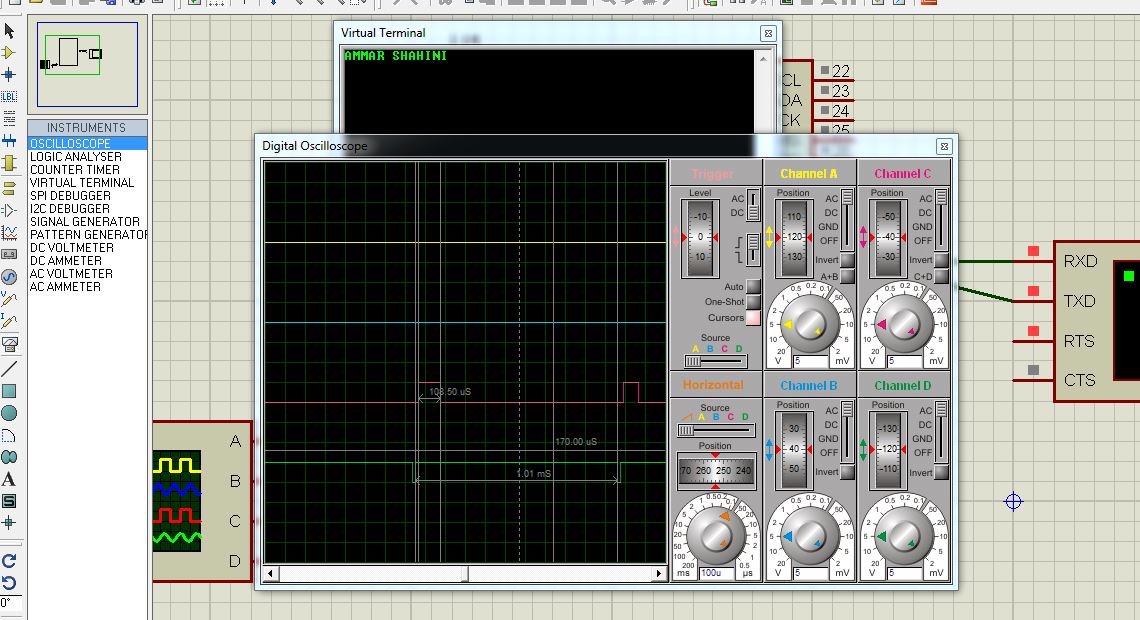 Virtual Terminal
AMMAR SHAHINI
LBL
INSTRUMENTS
OSCILLOSCOPE
LOGIC ANALYSER
COUNTER TIMER
VIRTUAL TERMINAL
SPI DEBUGGER
I2C DEBUGGER
SIGNAL GENERATOR
PATTERN GENERATOR
DC VOLTMETER
DC AMMETER
AC VOLTMETER
AC AMMETER
A
S
0°
CL 22
DA 23
CK 24
25
Digital Oscilloscope
108.50 uS
170.00 uS
1.01 mS
Trigger
Level
AC
DC
-10
0
10
Auto
One-Shot
Cursors
Source
A B C D
Channel A
Position
AC
DC
GND
OFF
110
-120
130
Invert
A+B
V 5 mV
Channel C
Position
AC
DC
GND
OFF
-50
-40
-30
Invert
C+D
V 5 mV
Horizontal
Source
A B C D
Position
70 260 250 240
ms 100u µs
Channel B
Position
AC
DC
GND
OFF
30
40
50
Invert
V 5 mV
Channel D
Position
AC
DC
GND
OFF
-130
-120
-110
Invert
V 5 mV
A
B
C
D
RXD
TXD
RTS
CTS